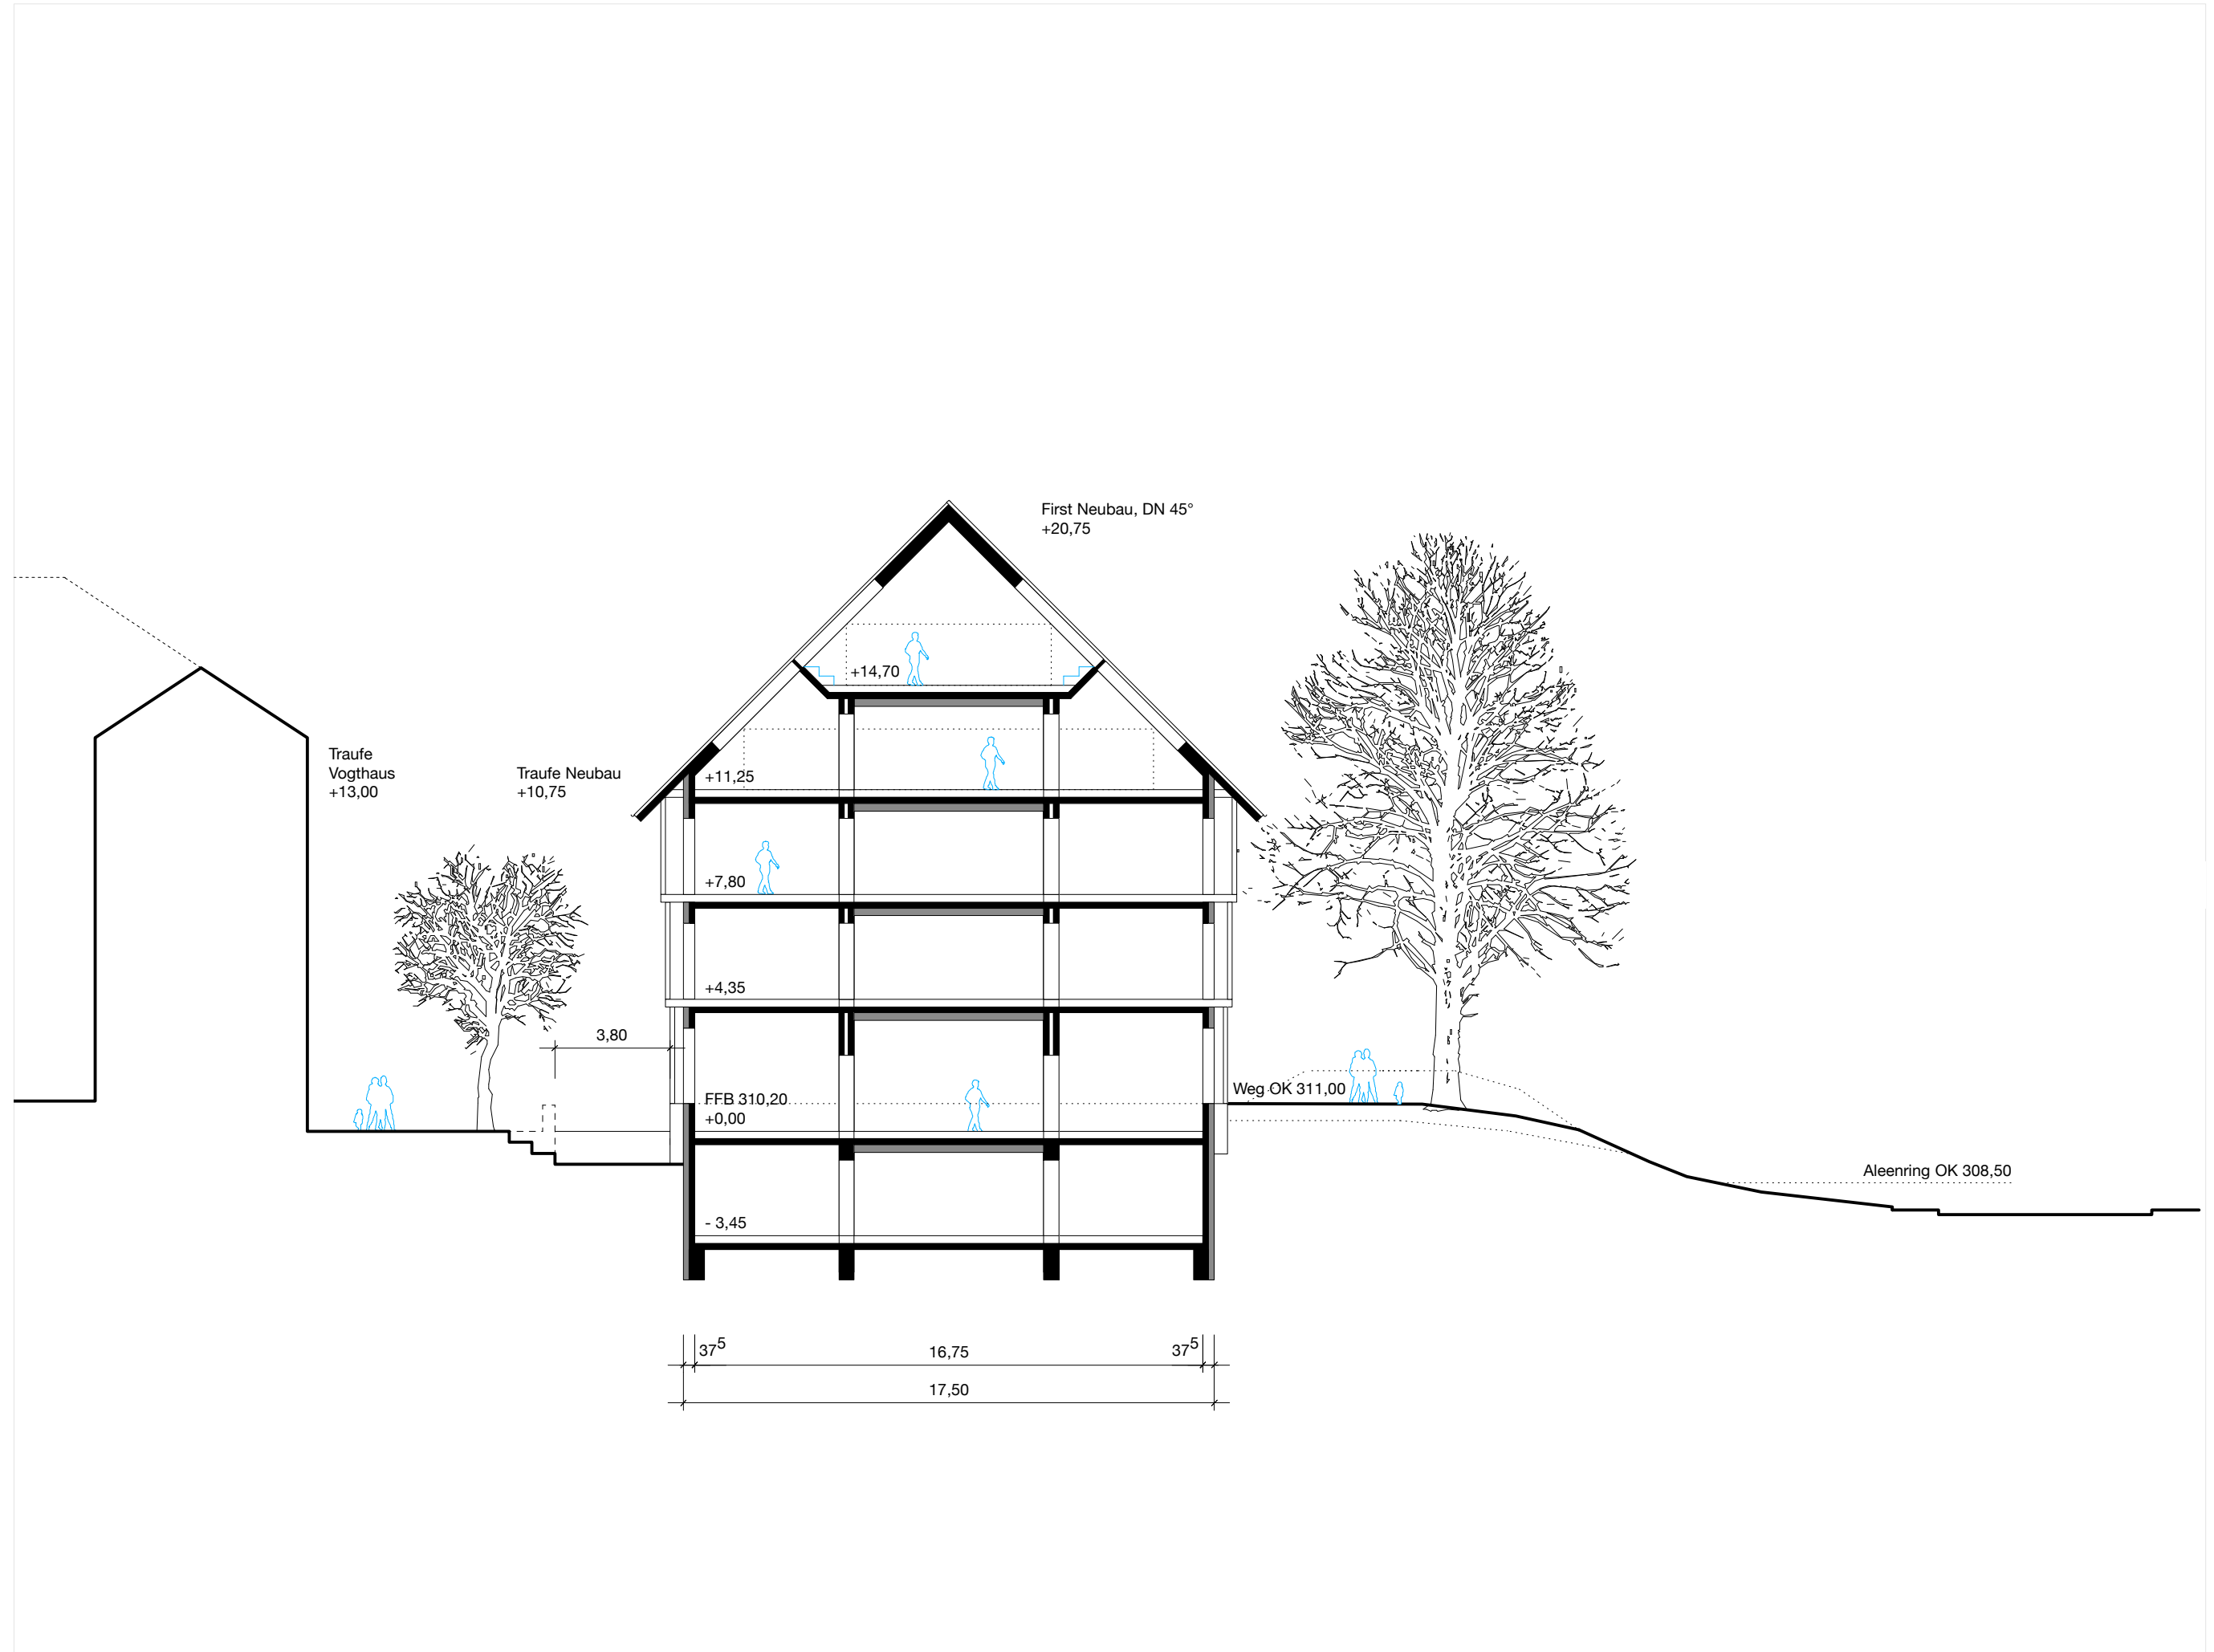 First Neubau, DN 45°
+20,75
+14,70
Traufe
Vogthaus
+13,00
Traufe Neubau
+10,75
+11,25
+7,80
+4,35
3,80
FFB 310,20
+0,00
Weg OK 311,00
Aleenring OK 308,50
- 3,45
37⁵ 16,75 37⁵
17,50